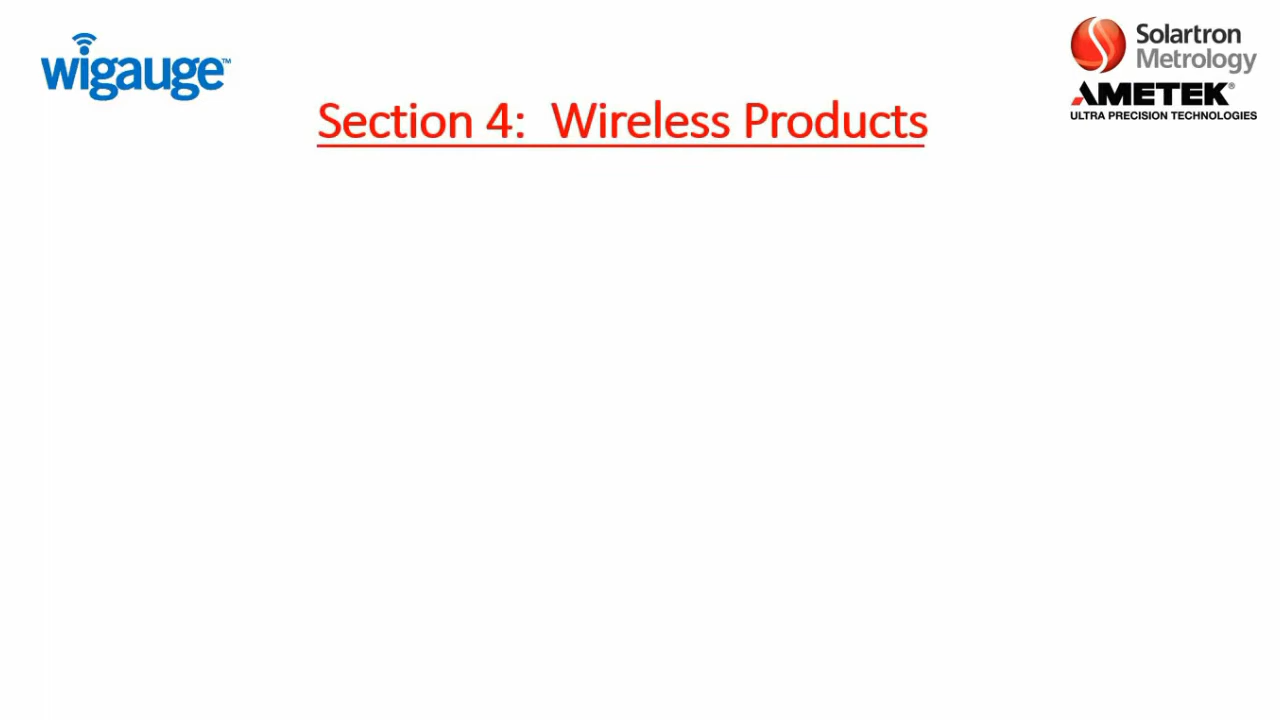 wigauge™
Solartron
Metrology
AMETEK®
ULTRA PRECISION TECHNOLOGIES
Section 4: Wireless Products